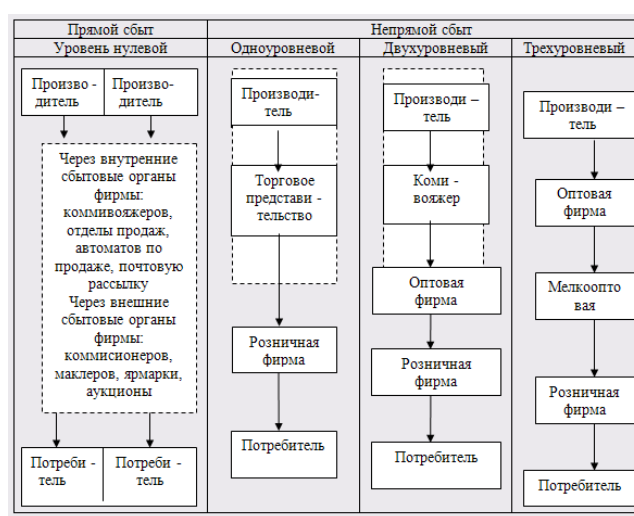 Прямой сбыт
Непрямой сбыт
Уровень нулевой
Одноуровневой
Двухуровневый
Трехуровневый
Произво -
дитель
Произво-
дитель
Через внутренние
сбытовые органы
фирмы:
коммивояжеров,
отделы продаж,
автоматов по
продаже, почтовую
рассылку
Через внешние
сбытовые органы
фирмы:
коммисионеров,
маклеров, ярмарки,
аукционы
Потреби -
тель
Потреби -
тель
Производи-
тель
Торговое
представи -
тельство
Розничная
фирма
Потребитель
Производи –
тель
Коми -
вояжер
Оптовая
фирма
Розничная
фирма
Потребитель
Производи –
тель
Оптовая
фирма
Мелкоопто
вая
Розничная
фирма
Потребитель